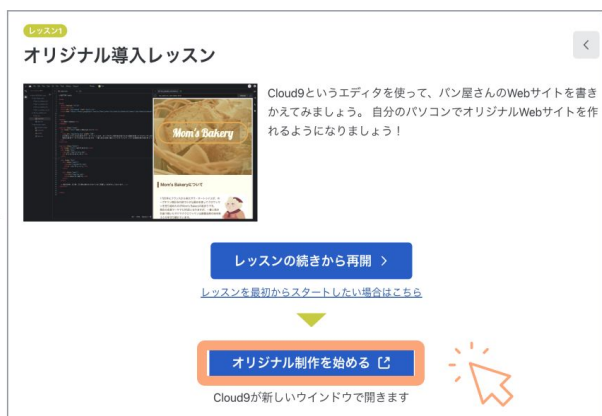 レッスン1
オリジナル導入レッスン
Cloud9というエディタを使って、パン屋さんのWebサイトを書き
かえてみましょう。 自分のパソコンでオリジナルWebサイトを作
れるようになりましょう！
Mom's Bakery
Mom's Bakeryについて
レッスンの続きから再開
レッスンを最初からスタートしたい場合はこちら
オリジナル制作を始める
Cloud9が新しいウインドウで開きます